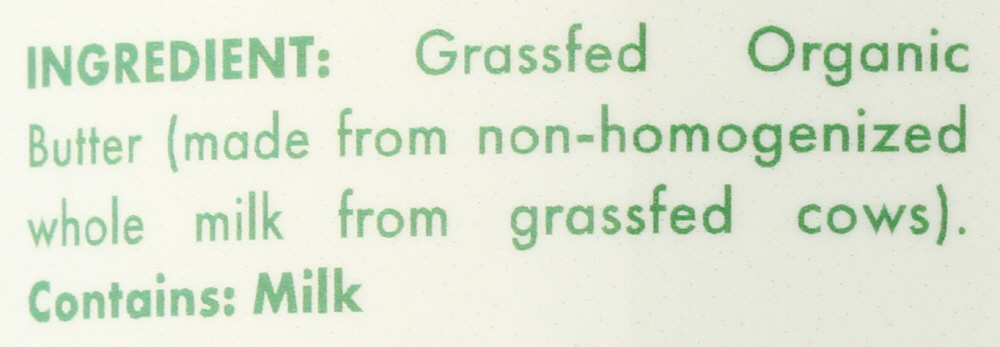 INGREDIENT: Grassfed Organic
Butter (made from non-homogenized
whole milk from grassfed cows).
Contains: Milk